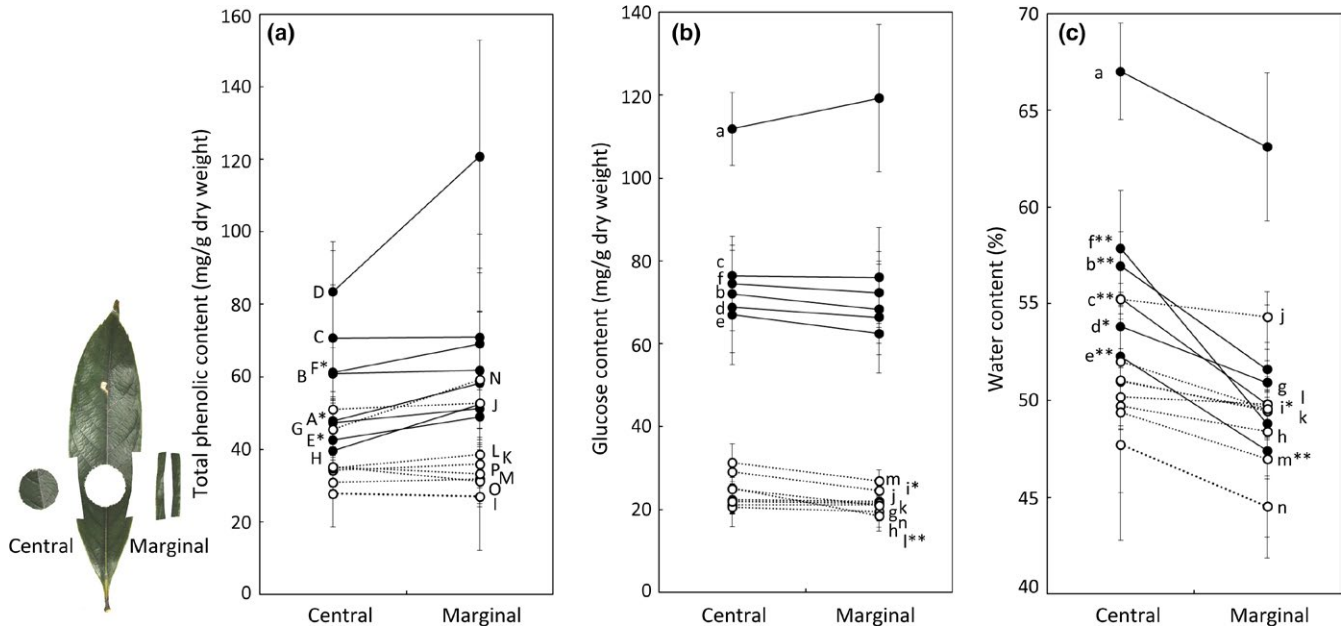 Central
Marginal
(a)
Total phenolic content (mg/g dry weight)
160
140
120
100
80
60
40
20
0
D
C
F*
B
A*
G
E*
H
N
J
L
K
P
M
O
I
Central
Marginal
(b)
Glucose content (mg/g dry weight)
140
120
100
80
60
40
20
0
a
c
f
b
d
e
m
i*
j
k
g
n
h
l**
Central
Marginal
(c)
Water content (%)
70
65
60
55
50
45
40
a
f**
b**
c**
d*
e**
j
g
l
i*
k
h
m**
n
Central
Marginal